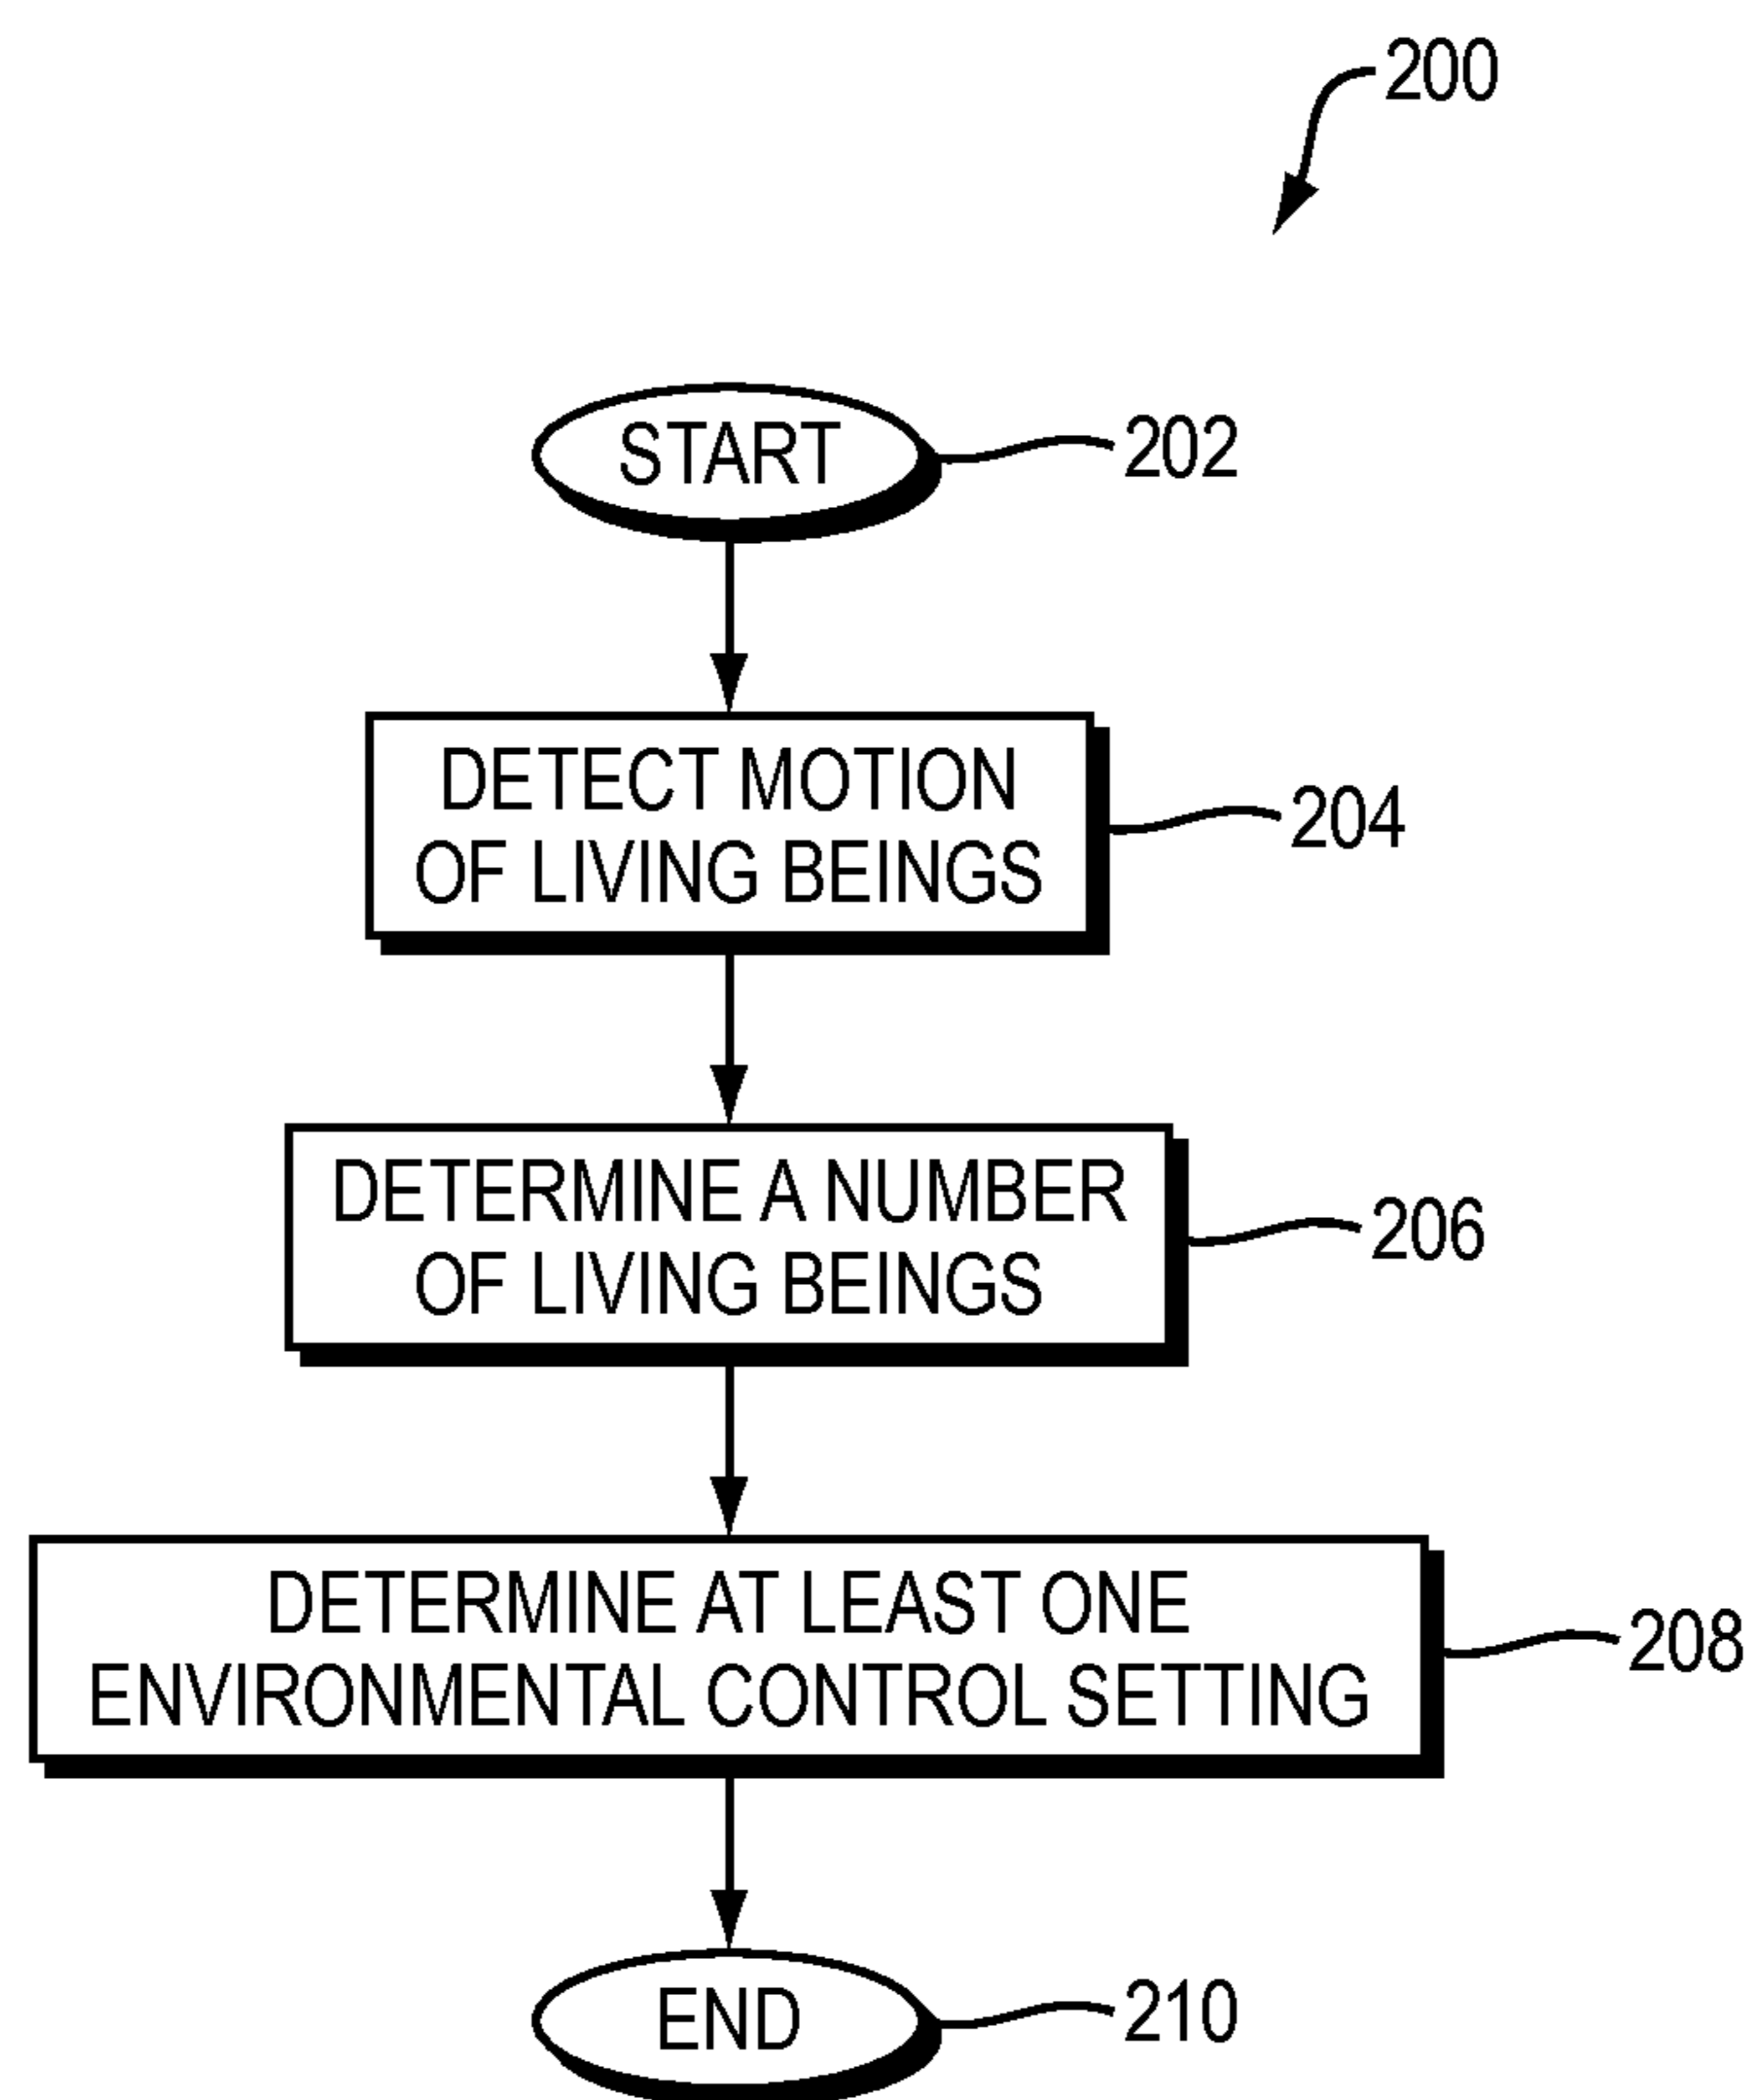 200
START
202
DETECT MOTION
OF LIVING BEINGS
204
DETERMINE A NUMBER
OF LIVING BEINGS
206
DETERMINE AT LEAST ONE
ENVIRONMENTAL CONTROL SETTING
208
END
210